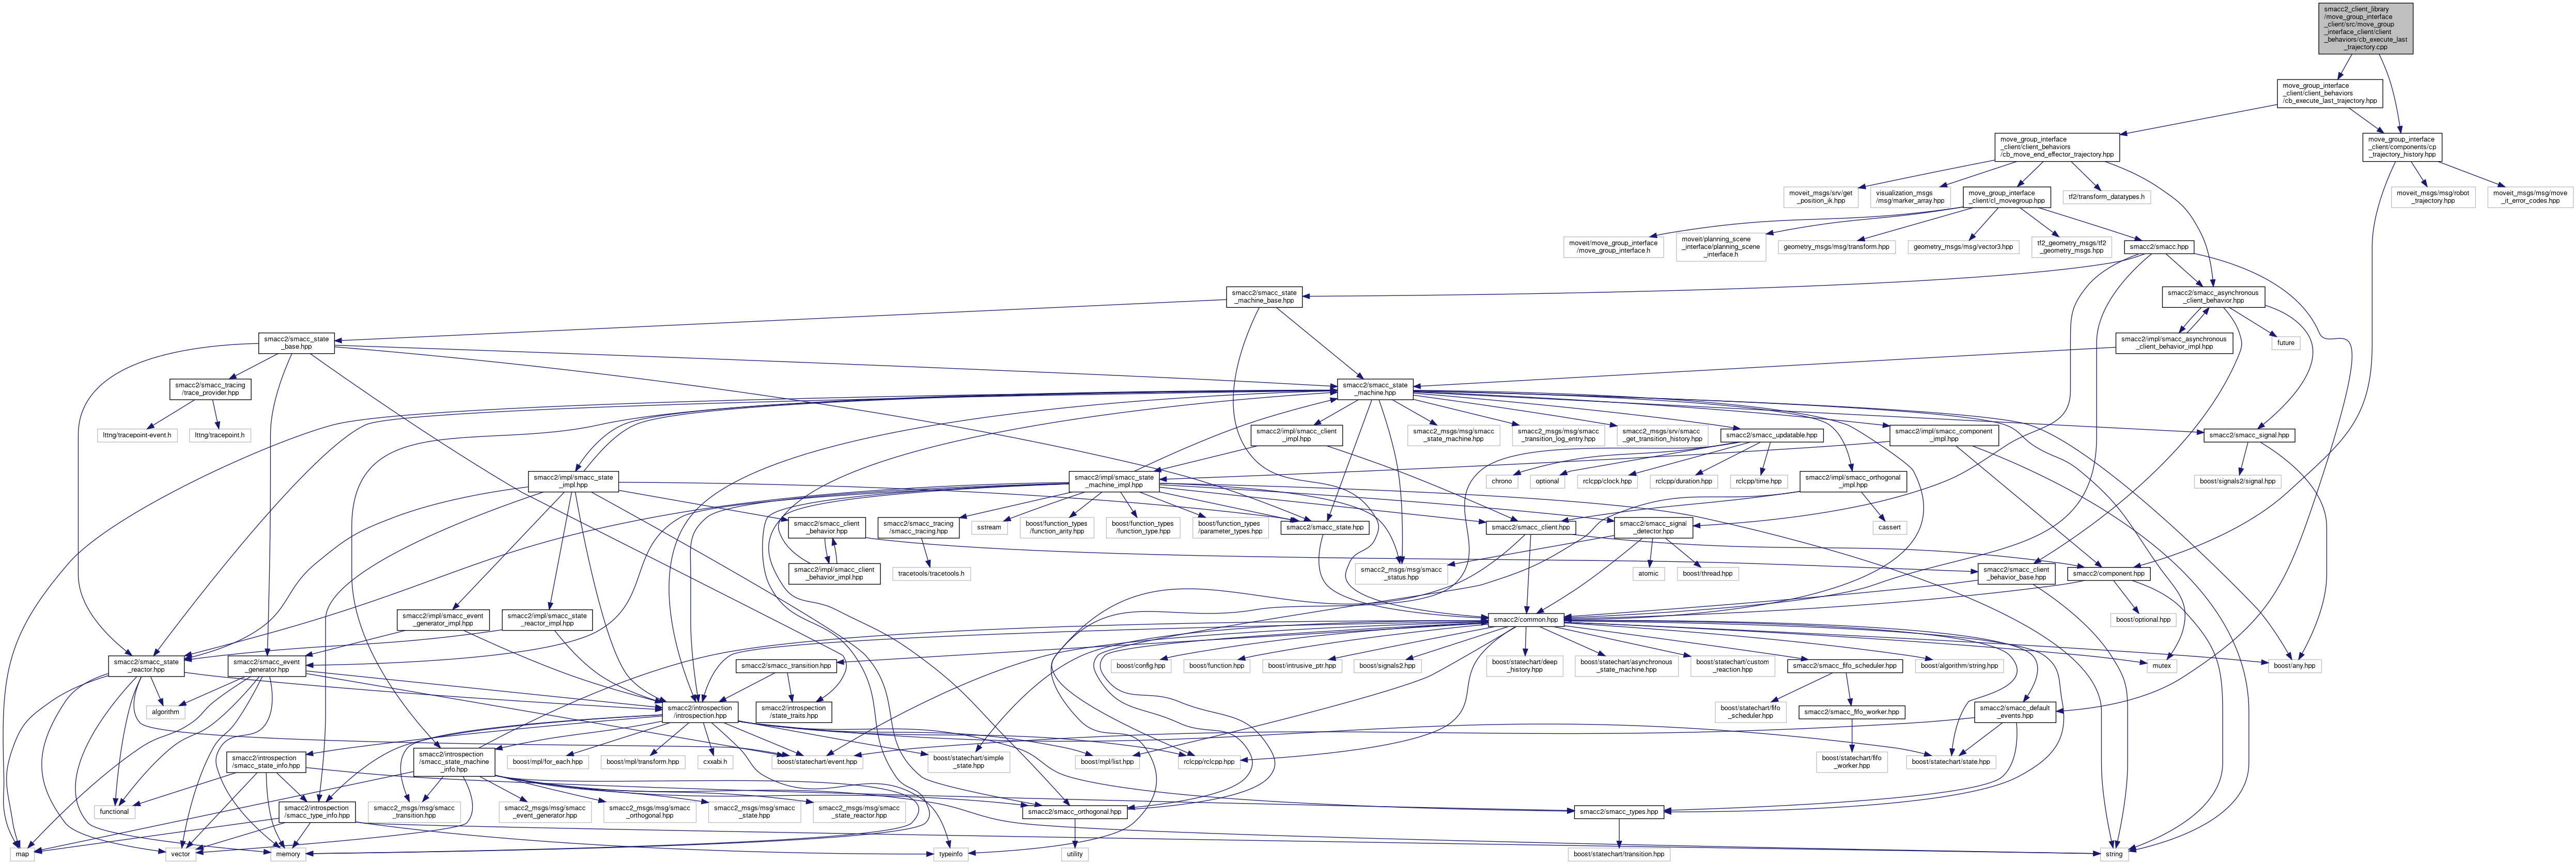 smacc2_client_library
/move_group_interface
_client/src/move_group
_interface_client/client
_behaviors/cb_execute_last
_trajectory.cpp
move_group_interface
_client/client_behaviors
/cb_execute_last_trajectory.hpp
move_group_interface
_client/client_behaviors
/cb_move_end_effector_trajectory.hpp
move_group_interface
_client/components/cp
_trajectory_history.hpp
moveit_msgs/srv/get
_position_ik.hpp
visualization_msgs
/msg/marker_array.hpp
move_group_interface
_client/cl_movegroup.hpp
tf2/transform_datatypes.h
moveit_msgs/msg/robot
_trajectory.hpp
moveit_msgs/msg/move
_it_error_codes.hpp
moveit/move_group_interface
/move_group_interface.h
moveit/planning_scene
_interface/planning_scene
_interface.h
geometry_msgs/msg/transform.hpp
geometry_msgs/msg/vector3.hpp
tf2_geometry_msgs/tf2
_geometry_msgs.hpp
smacc2/smacc.hpp
smacc2/smacc_state
_machine_base.hpp
smacc2/smacc_asynchronous
_client_behavior.hpp
smacc2/smacc_state
_base.hpp
smacc2/impl/smacc_asynchronous
_client_behavior_impl.hpp
future
smacc2/smacc_tracing
/trace_provider.hpp
smacc2/smacc_state
_machine.hpp
lttng/tracepoint-event.h
lttng/tracepoint.h
smacc2/impl/smacc_client
_impl.hpp
smacc2_msgs/msg/smacc
_state_machine.hpp
smacc2_msgs/msg/smacc
_transition_log_entry.hpp
smacc2_msgs/srv/smacc
_get_transition_history.hpp
smacc2/smacc_updatable.hpp
smacc2/impl/smacc_component
_impl.hpp
smacc2/smacc_signal.hpp
smacc2/impl/smacc_state
_impl.hpp
smacc2/impl/smacc_state
_machine_impl.hpp
chrono
optional
rclcpp/clock.hpp
rclcpp/duration.hpp
rclcpp/time.hpp
smacc2/impl/smacc_orthogonal
_impl.hpp
boost/signals2/signal.hpp
smacc2/smacc_client
_behavior.hpp
smacc2/smacc_tracing
/smacc_tracing.hpp
sstream
boost/function_types
/function_arity.hpp
boost/function_types
/function_type.hpp
boost/function_types
/parameter_types.hpp
smacc2/smacc_state.hpp
smacc2/smacc_client.hpp
smacc2/smacc_signal
_detector.hpp
cassert
smacc2/impl/smacc_client
_behavior_impl.hpp
tracetools/tracetools.h
smacc2_msgs/msg/smacc
_status.hpp
atomic
boost/thread.hpp
smacc2/smacc_client
_behavior_base.hpp
smacc2/component.hpp
smacc2/impl/smacc_event
_generator_impl.hpp
smacc2/impl/smacc_state
_reactor_impl.hpp
smacc2/common.hpp
boost/optional.hpp
smacc2/smacc_state
_reactor.hpp
smacc2/smacc_event
_generator.hpp
smacc2/smacc_transition.hpp
boost/config.hpp
boost/function.hpp
boost/intrusive_ptr.hpp
boost/signals2.hpp
boost/statechart/deep
_history.hpp
boost/statechart/asynchronous
_state_machine.hpp
boost/statechart/custom
_reaction.hpp
smacc2/smacc_fifo_scheduler.hpp
boost/algorithm/string.hpp
mutex
boost/any.hpp
algorithm
smacc2/introspection
/introspection.hpp
smacc2/introspection
/state_traits.hpp
boost/statechart/fifo
_scheduler.hpp
smacc2/smacc_fifo_worker.hpp
smacc2/smacc_default
_events.hpp
smacc2/introspection
/smacc_state_info.hpp
smacc2/introspection
/smacc_state_machine
_info.hpp
boost/mpl/for_each.hpp
boost/mpl/transform.hpp
cxxabi.h
boost/statechart/event.hpp
boost/statechart/simple
_state.hpp
boost/mpl/list.hpp
rclcpp/rclcpp.hpp
boost/statechart/fifo
_worker.hpp
boost/statechart/state.hpp
functional
smacc2/introspection
/smacc_type_info.hpp
smacc2_msgs/msg/smacc
_transition.hpp
smacc2_msgs/msg/smacc
_event_generator.hpp
smacc2_msgs/msg/smacc
_orthogonal.hpp
smacc2_msgs/msg/smacc
_state.hpp
smacc2_msgs/msg/smacc
_state_reactor.hpp
smacc2/smacc_orthogonal.hpp
smacc2/smacc_types.hpp
map
vector
memory
typeinfo
utility
boost/statechart/transition.hpp
string